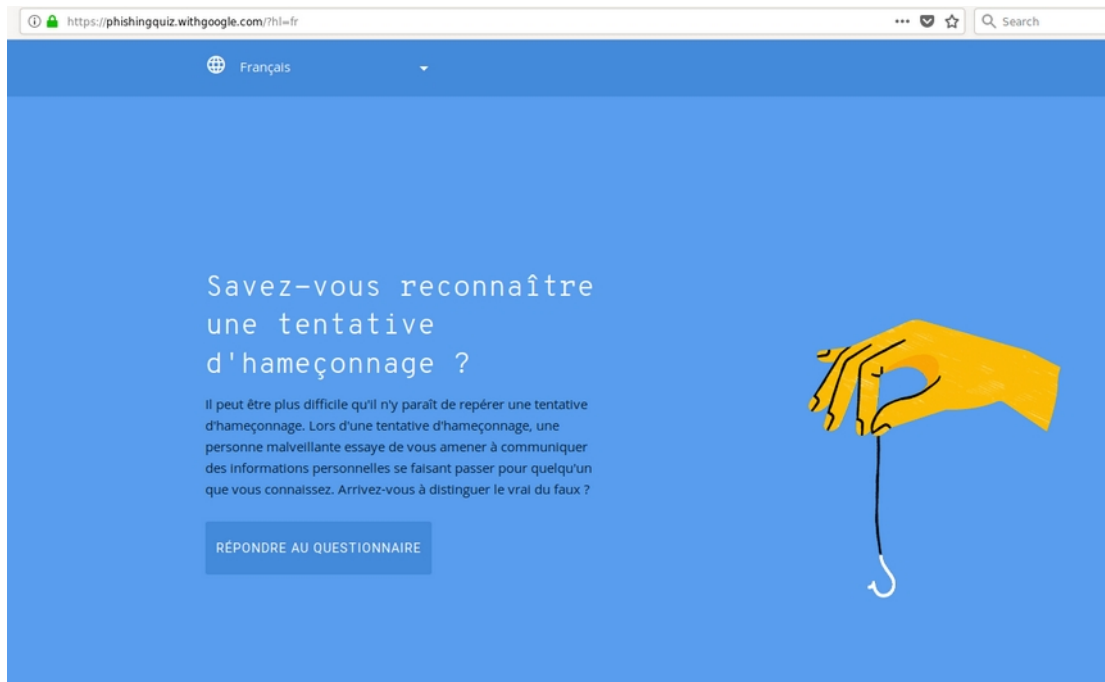 https://phishingquiz.withgoogle.com/?hl=fr
Search
Français
Savez-vous reconnaître
une tentative
d'hameçonnage ?
Il peut être plus difficile qu'il n'y paraît de repérer une tentative
d'hameçonnage. Lors d'une tentative d'hameçonnage, une
personne malveillante essaye de vous amener à communiquer
des informations personnelles se faisant passer pour quelqu'un
que vous connaissez. Arrivez-vous à distinguer le vrai du faux ?
RÉPONDRE AU QUESTIONNAIRE